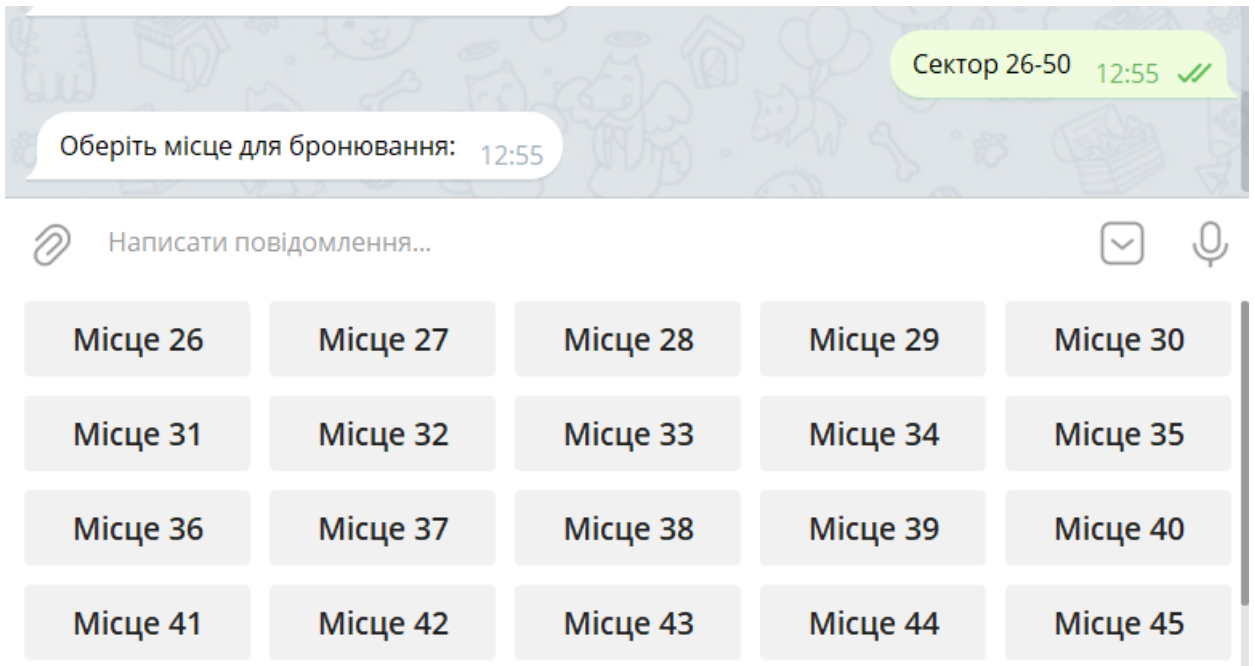 Сектор 26-50 12:55
Оберіть місце для бронювання: 12:55
Написати повідомлення...
Місце 26 Місце 27 Місце 28 Місце 29 Місце 30
Місце 31 Місце 32 Місце 33 Місце 34 Місце 35
Місце 36 Місце 37 Місце 38 Місце 39 Місце 40
Місце 41 Місце 42 Місце 43 Місце 44 Місце 45